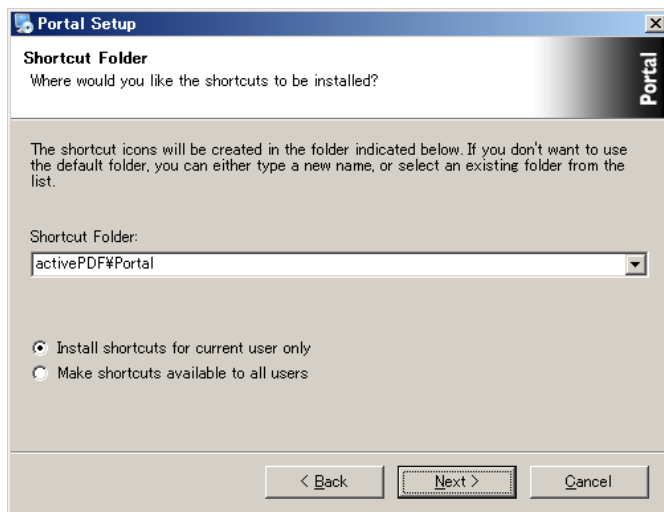 Portal Setup
Shortcut Folder
Where would you like the shortcuts to be installed?
Portal
The shortcut icons will be created in the folder indicated below. If you don't want to use
the default folder, you can either type a new name, or select an existing folder from the
list.
Shortcut Folder:
activePDF¥Portal
Install shortcuts for current user only
Make shortcuts available to all users
< Back
Next >
Cancel